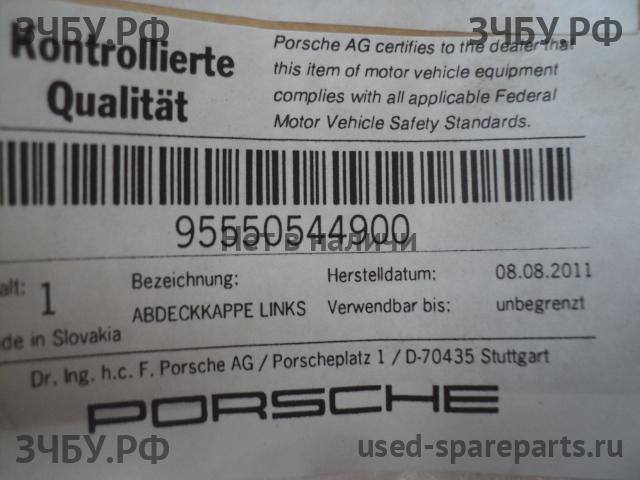 ЗЧБУ.РФ
ЗЧБУ.РФ
Kontrollierte
Qualität
Porsche AG certifies to the dealer that
this item of motor vehicle equipment
complies with all applicable Federal
Motor Vehicle Safety Standards.
95550544900
нет в наличии
alt: 1
Bezeichnung:
ABDECKKAPPE LINKS
Herstelldatum: 08.08.2011
Verwendbar bis: unbegrenzt
de in Slovakia
Dr. Ing. h.c. F. Porsche AG / Porscheplatz 1 / D-70435 Stuttgart
PORSCHE
ЗЧБУ.РФ
used-spareparts.ru